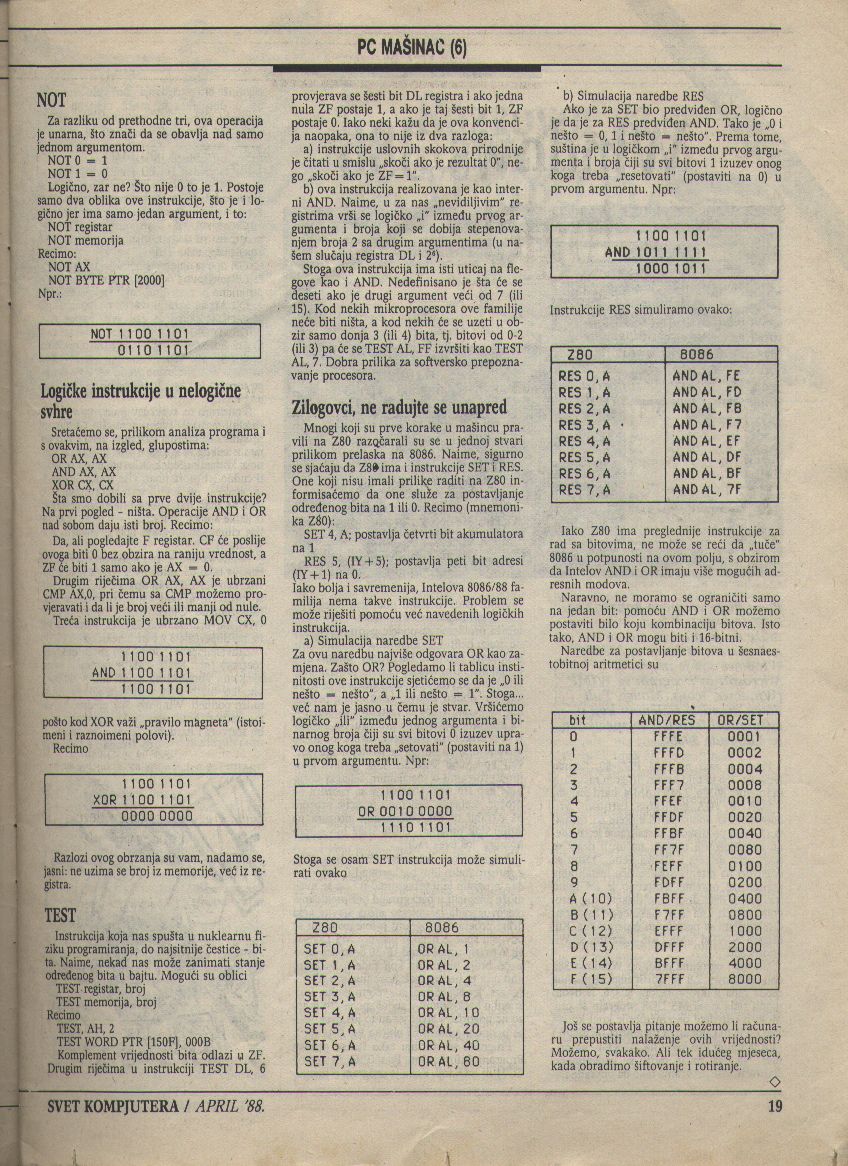 PC MAŠINAC (6)
NOT
Za razliku od prethodne tri, ova operacija
je unarna, što znači da se obavlja nad samo
jednom argumentom.
NOT 0 = 1
NOT 1 = 0
Logično, zar ne? Što nije 0 to je 1. Postoje
samo dva oblika ove instrukcije, što je i lo-
gično jer ima samo jedan argument, i to:
NOT registar
NOT memorija
Recimo:
NOT AX
NOT BYTE PTR [2000]
Npr.:
NOT 1100 1101
0110 1101
Logičke instrukcije u nelogične
svhre
Sretaćemo se, prilikom analiza programa i
s ovakvim, na izgled, glupostima:
OR AX, AX
AND AX, AX
XOR CX, CX
Šta smo dobili sa prve dvije instrukcije?
Na prvi pogled – ništa. Operacije AND i OR
nad sobom daju isti broj. Recimo:
Da, ali pogledajte F registar. CF će poslije
ovoga biti 0 bez obzira na raniju vrednost, a
ZF će biti 1 samo ako je AX = 0.
Drugim riječima OR AX, AX je ubrzani
CMP AX,0, pri čemu sa CMP možemo pro-
vjeravati i da li je broj veći ili manji od nule.
Treća instrukcija je ubrzano MOV CX, 0
1100 1101
AND 1100 1101
1100 1101
pošto kod XOR važi „pravilo magneta“ (istoi-
meni i raznoimeni polovi).
Recimo
1100 1101
XOR 1100 1101
0000 0000
Razlozi ovog obrzanja su vam, nadamo se,
jasni: ne uzima se broj iz memorije, već iz re-
gistra.
TEST
Instrukcija koja nas spušta u nuklearnu fi-
ziku programiranja, do najsitnije čestice – bi-
ta. Naime, nekad nas može zanimati stanje
određenog bita u bajtu. Mogući su oblici
TEST registar, broj
TEST memorija, broj
Recimo
TEST, AH, 2
TEST WORD PTR [150F], 000B
Komplement vrijednosti bita odlazi u ZF.
Drugim riječima u instrukciji TEST DL, 6
provjerava se šesti bit DL registra i ako jedna
nula ZF postaje 1, a ako je taj šesti bit 1, ZF
postaje 0. Iako neki kažu da je ova konvenci-
ja naopaka, ona to nije iz dva razloga:
a) instrukcije uslovnih skokova prirodnije
je čitati u smislu „skoči ako je rezultat 0“, ne-
go „skoči ako je ZF=1“.
b) ova instrukcija realizovana je kao inter-
ni AND. Naime, u za nas „nevidiljivim“ re-
gistrima vrši se logičko „i“ između prvog ar-
gumenta i broja koji se dobija stepenova-
njem broja 2 sa drugim argumentima (u na-
šem slučaju registra DL i 2⁶).
Stoga ova instrukcija ima isti uticaj na fle-
gove kao i AND. Nedefinisano je šta će se
deseti ako je drugi argument veći od 7 (ili
15). Kod nekih mikroprocesora ove familije
neće biti ništa, a kod nekih će se uzeti u ob-
zir samo donja 3 (ili 4) bita, tj. bitovi od 0-2
(ili 3) pa će se TEST AL, FF izvršiti kao TEST
AL, 7. Dobra prilika za softversko prepozna-
vanje procesora.
Zilogovci, ne radujte se unapred
Mnogi koji su prve korake u mašincu pra-
vili na Z80 razočarali su se u jednoj stvari
prilikom prelaska na 8086. Naime, sigurno
se sjaćaju da Z80 ima i instrukcije SET i RES.
One koji nisu imali prilike raditi na Z80 in-
formisaćemo da one služe za postavljanje
određenog bita na 1 ili 0. Recimo (mnemoni-
ka Z80):
SET 4, A; postavlja četvrti bit akumulatora
na 1
RES 5, (IY+5); postavlja peti bit adresi
(IY+1) na 0.
Iako bolja i savremenija, Intelova 8086/88 fa-
milija nema takve instrukcije. Problem se
može riješiti pomoću već navedenih logičkih
instrukcija.
a) Simulacija naredbe SET
Za ovu naredbu najviše odgovara OR kao za-
mjena. Zašto OR? Pogledamo li tablicu insti-
nitosti ove instrukcije sjetićemo se da je „0 ili
nešto = nešto“, a „1 ili nešto = 1“. Stoga...
već nam je jasno u čemu je stvar. Vršićemo
logičko „ili“ između jednog argumenta i bi-
narnog broja čiji su svi bitovi 0 izuzev upra-
vo onog koga treba „setovati“ (postaviti na 1)
u prvom argumentu. Npr:
1100 1101
OR 0010 0000
1110 1101
Stoga se osam SET instrukcija može simuli-
rati ovako
Z80 8086
SET 0, A OR AL, 1
SET 1, A OR AL, 2
SET 2, A OR AL, 4
SET 3, A OR AL, 8
SET 4, A OR AL, 10
SET 5, A OR AL, 20
SET 6, A OR AL, 40
SET 7, A OR AL, 80
b) Simulacija naredbe RES
Ako je za SET bio predviđen OR, logično
je da je za RES predviđen AND. Tako je „0 i
nešto = 0, 1 i nešto = nešto“. Prema tome,
suština je u logičkom „i“ između prvog argu-
menta i broja čiji su svi bitovi 1 izuzev onog
koga treba „resetovati“ (postaviti na 0) u
prvom argumentu. Npr:
1100 1101
AND 1011 1111
1000 1011
Instrukcije RES simuliramo ovako:
Z80 8086
RES 0, A AND AL, FE
RES 1, A AND AL, FD
RES 2, A AND AL, FB
RES 3, A AND AL, F7
RES 4, A AND AL, EF
RES 5, A AND AL, DF
RES 6, A AND AL, BF
RES 7, A AND AL, 7F
Iako Z80 ima preglednije instrukcije za
rad sa bitovima, ne može se reći da „tuče“
8086 u potpunosti na ovom polju, s obzirom
da Intelov AND i OR imaju više mogućih ad-
resnih modova.
Naravno, ne moramo se ograničiti samo
na jedan bit: pomoću AND i OR možemo
postaviti bilo koju kombinaciju bitova. Isto
tako, AND i OR mogu biti i 16-bitni.
Naredbe za postavljanje bitova u šesnaes-
tobitnoj aritmetici su
bit AND/RES OR/SET
0 FFFE 0001
1 FFFD 0002
2 FFFB 0004
3 FFF7 0008
4 FFEF 0010
5 FFDF 0020
6 FFBF 0040
7 FF7F 0080
8 FEFF 0100
9 FDFF 0200
A (10) FBFF 0400
B (11) F7FF 0800
C (12) EFFF 1000
D (13) DFFF 2000
E (14) BFFF 4000
F (15) 7FFF 8000
Još se postavlja pitanje možemo li računa-
ru prepustiti nalaženje ovih vrijednosti?
Možemo, svakako. Ali tek idućeg mjeseca,
kada obradimo šiftovanje i rotiranje.
SVET KOMPJUTERA / APRIL '88. 19